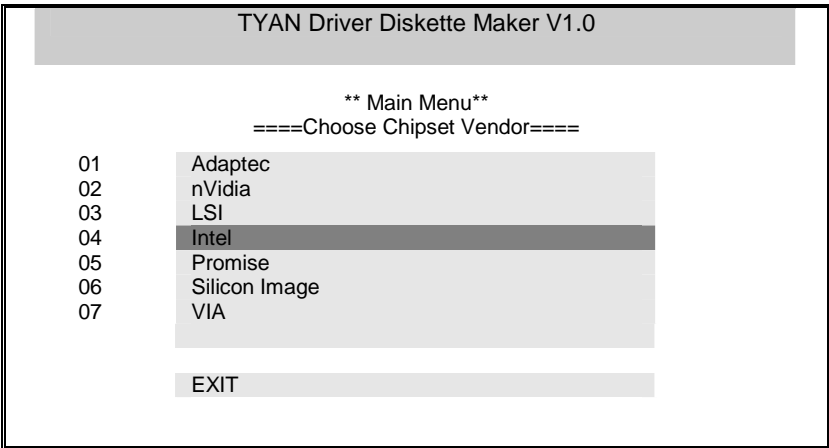 TYAN Driver Diskette Maker V1.0
** Main Menu**
====Choose Chipset Vendor====
01 Adaptec
02 nVidia
03 LSI
04 Intel
05 Promise
06 Silicon Image
07 VIA
EXIT